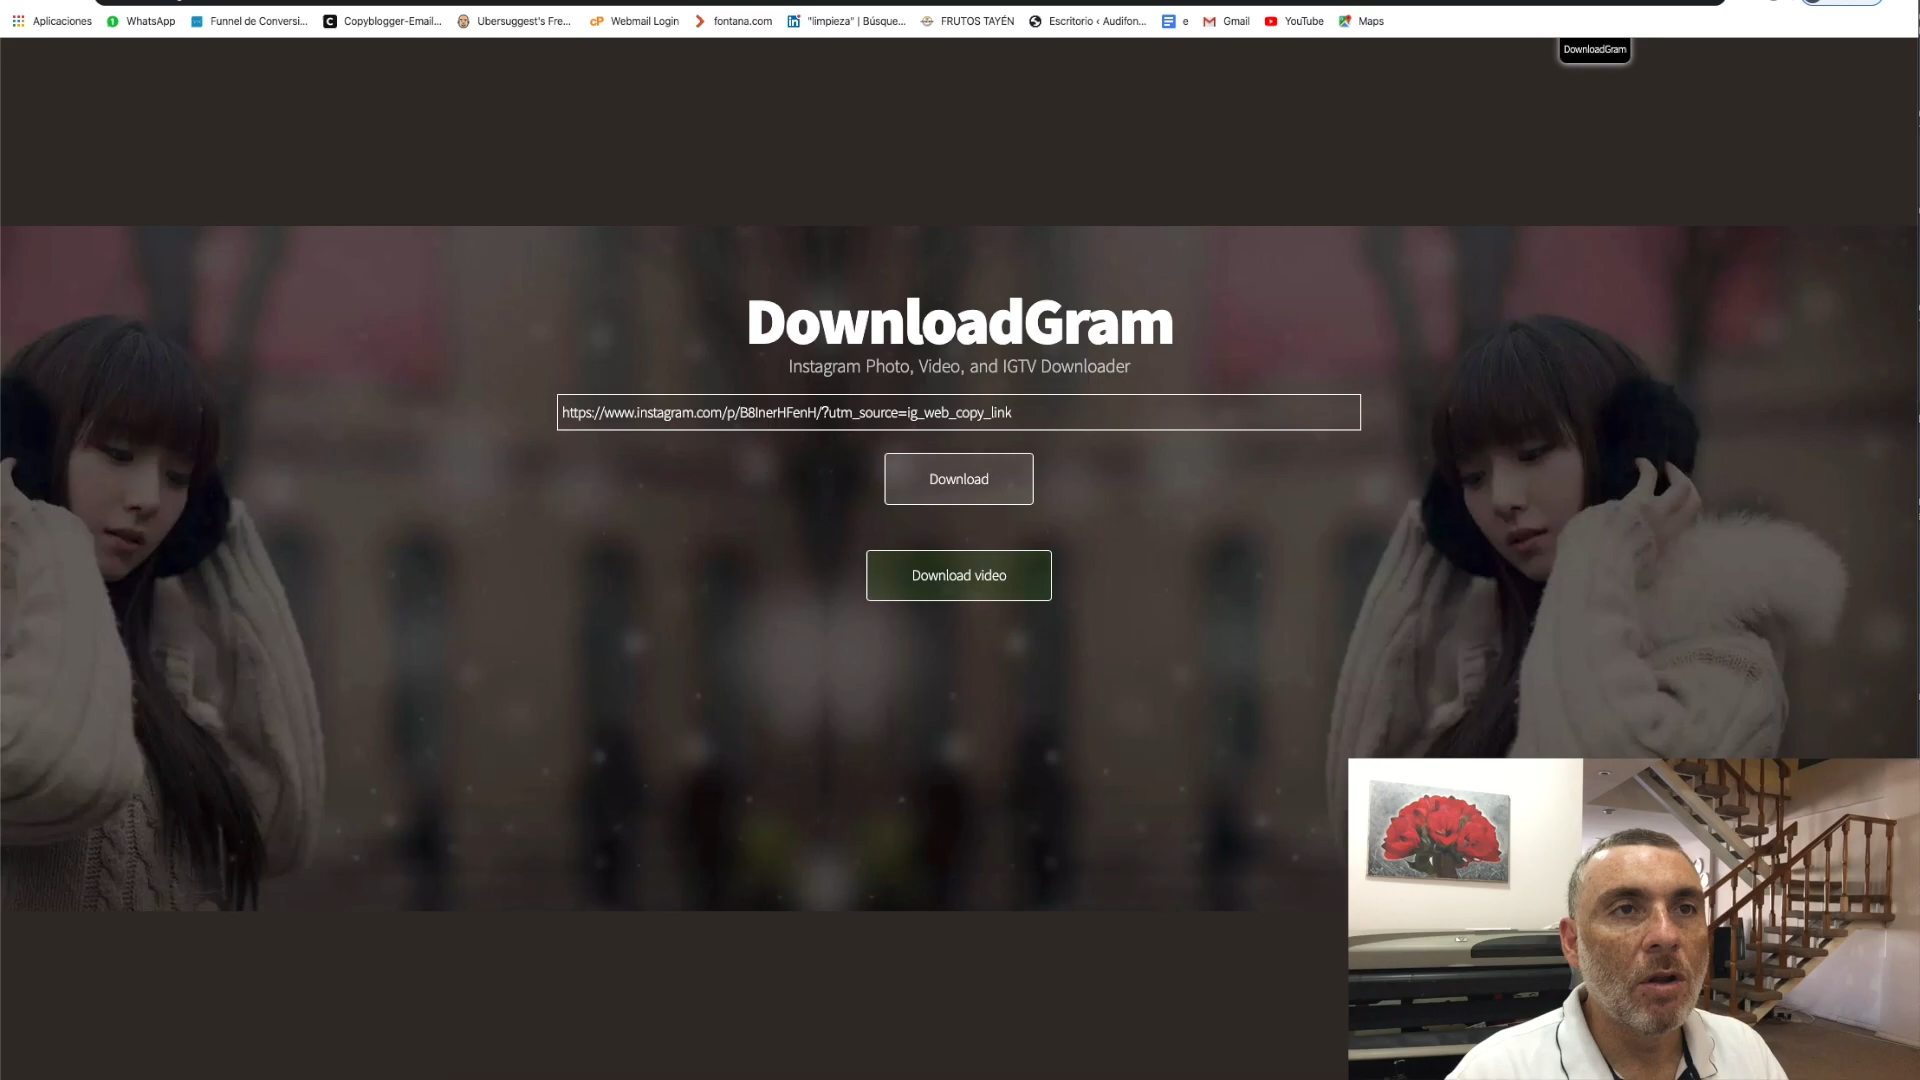 Aplicaciones WhatsApp Funnel de Conversi... Copyblogger-Email... Ubersuggest's Fre... Webmail Login fontana.com "limpieza" | Búsque... FRUTOS TAYÉN Escritorio ‹ Audifon... e Gmail YouTube Maps
DownloadGram
DownloadGram
Instagram Photo, Video, and IGTV Downloader
https://www.instagram.com/p/B8InerHFenH/?utm_source=ig_web_copy_link
Download
Download video